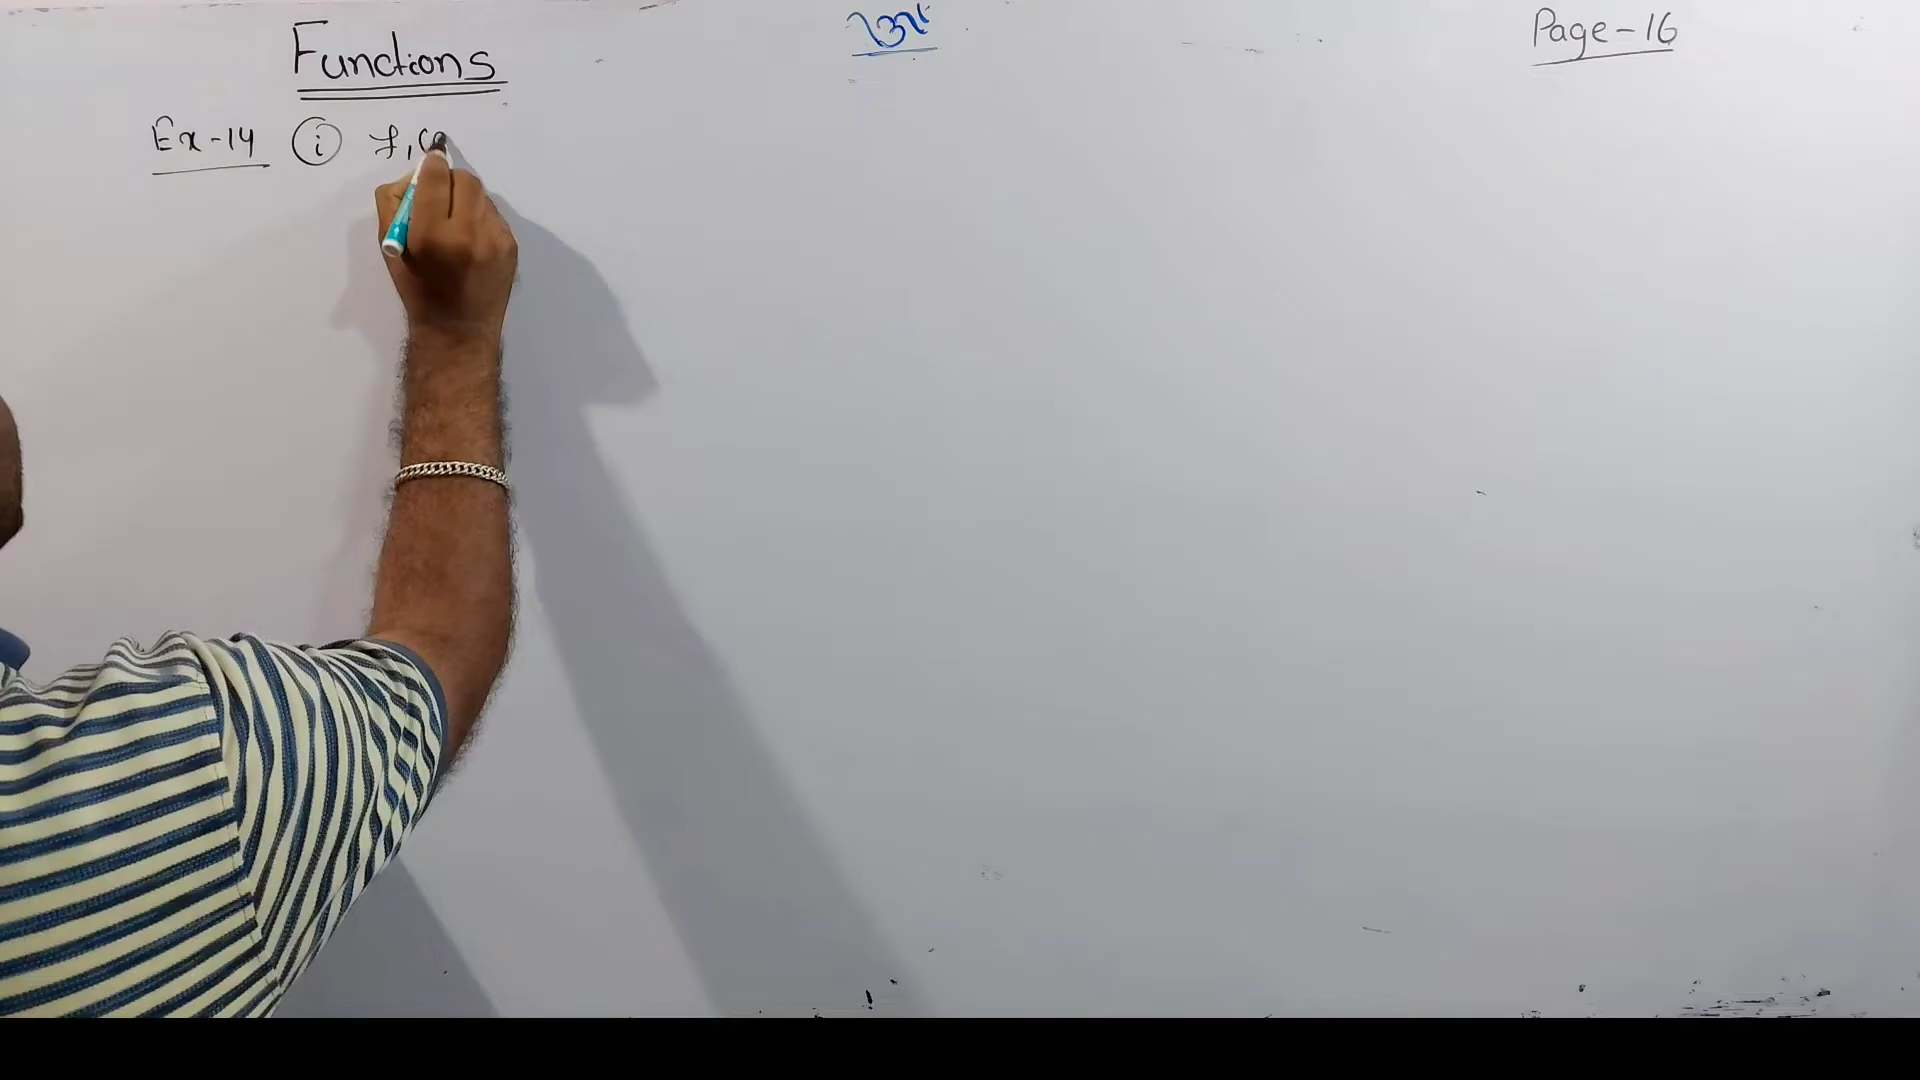 Functions
Page-16
Ex-14 (i) f,(